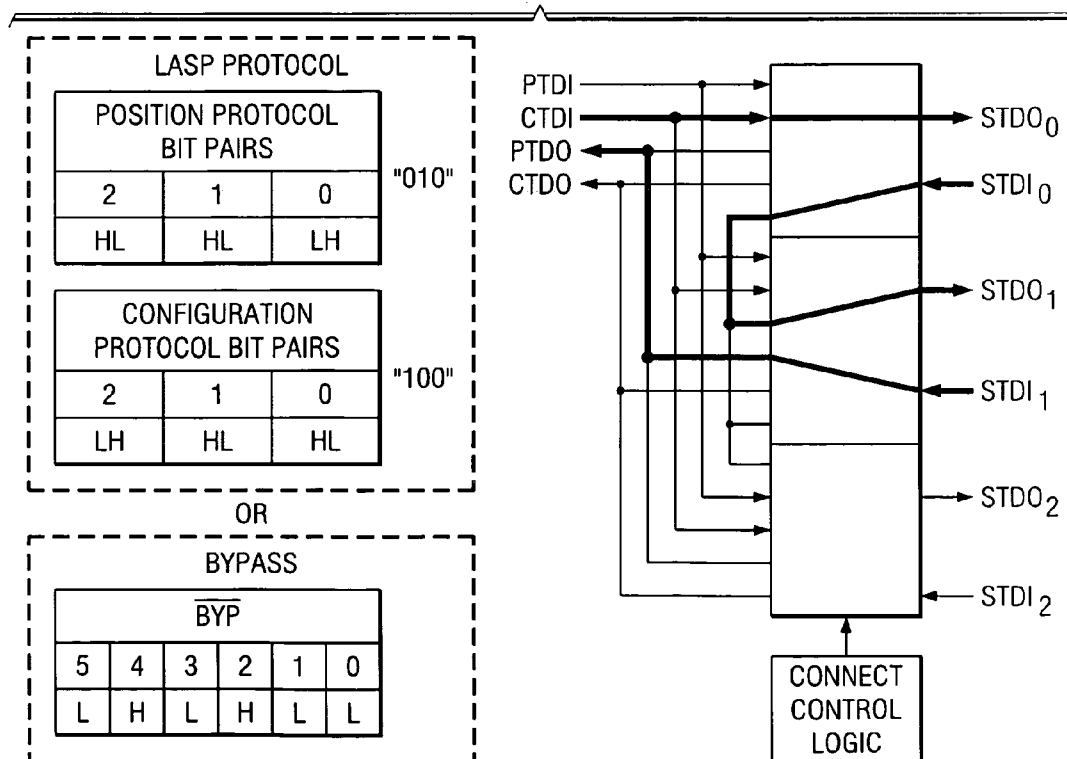 LASP PROTOCOL
POSITION PROTOCOL
BIT PAIRS
2 1 0
HL HL LH
"010"
CONFIGURATION
PROTOCOL BIT PAIRS
2 1 0
LH HL HL
"100"
OR
BYPASS
BYP
5 4 3 2 1 0
L H L H L L
PTDI
CTDI
PTDO
CTDO
STDO0
STDI0
STDO1
STDI1
STDO2
STDI2
CONNECT
CONTROL
LOGIC